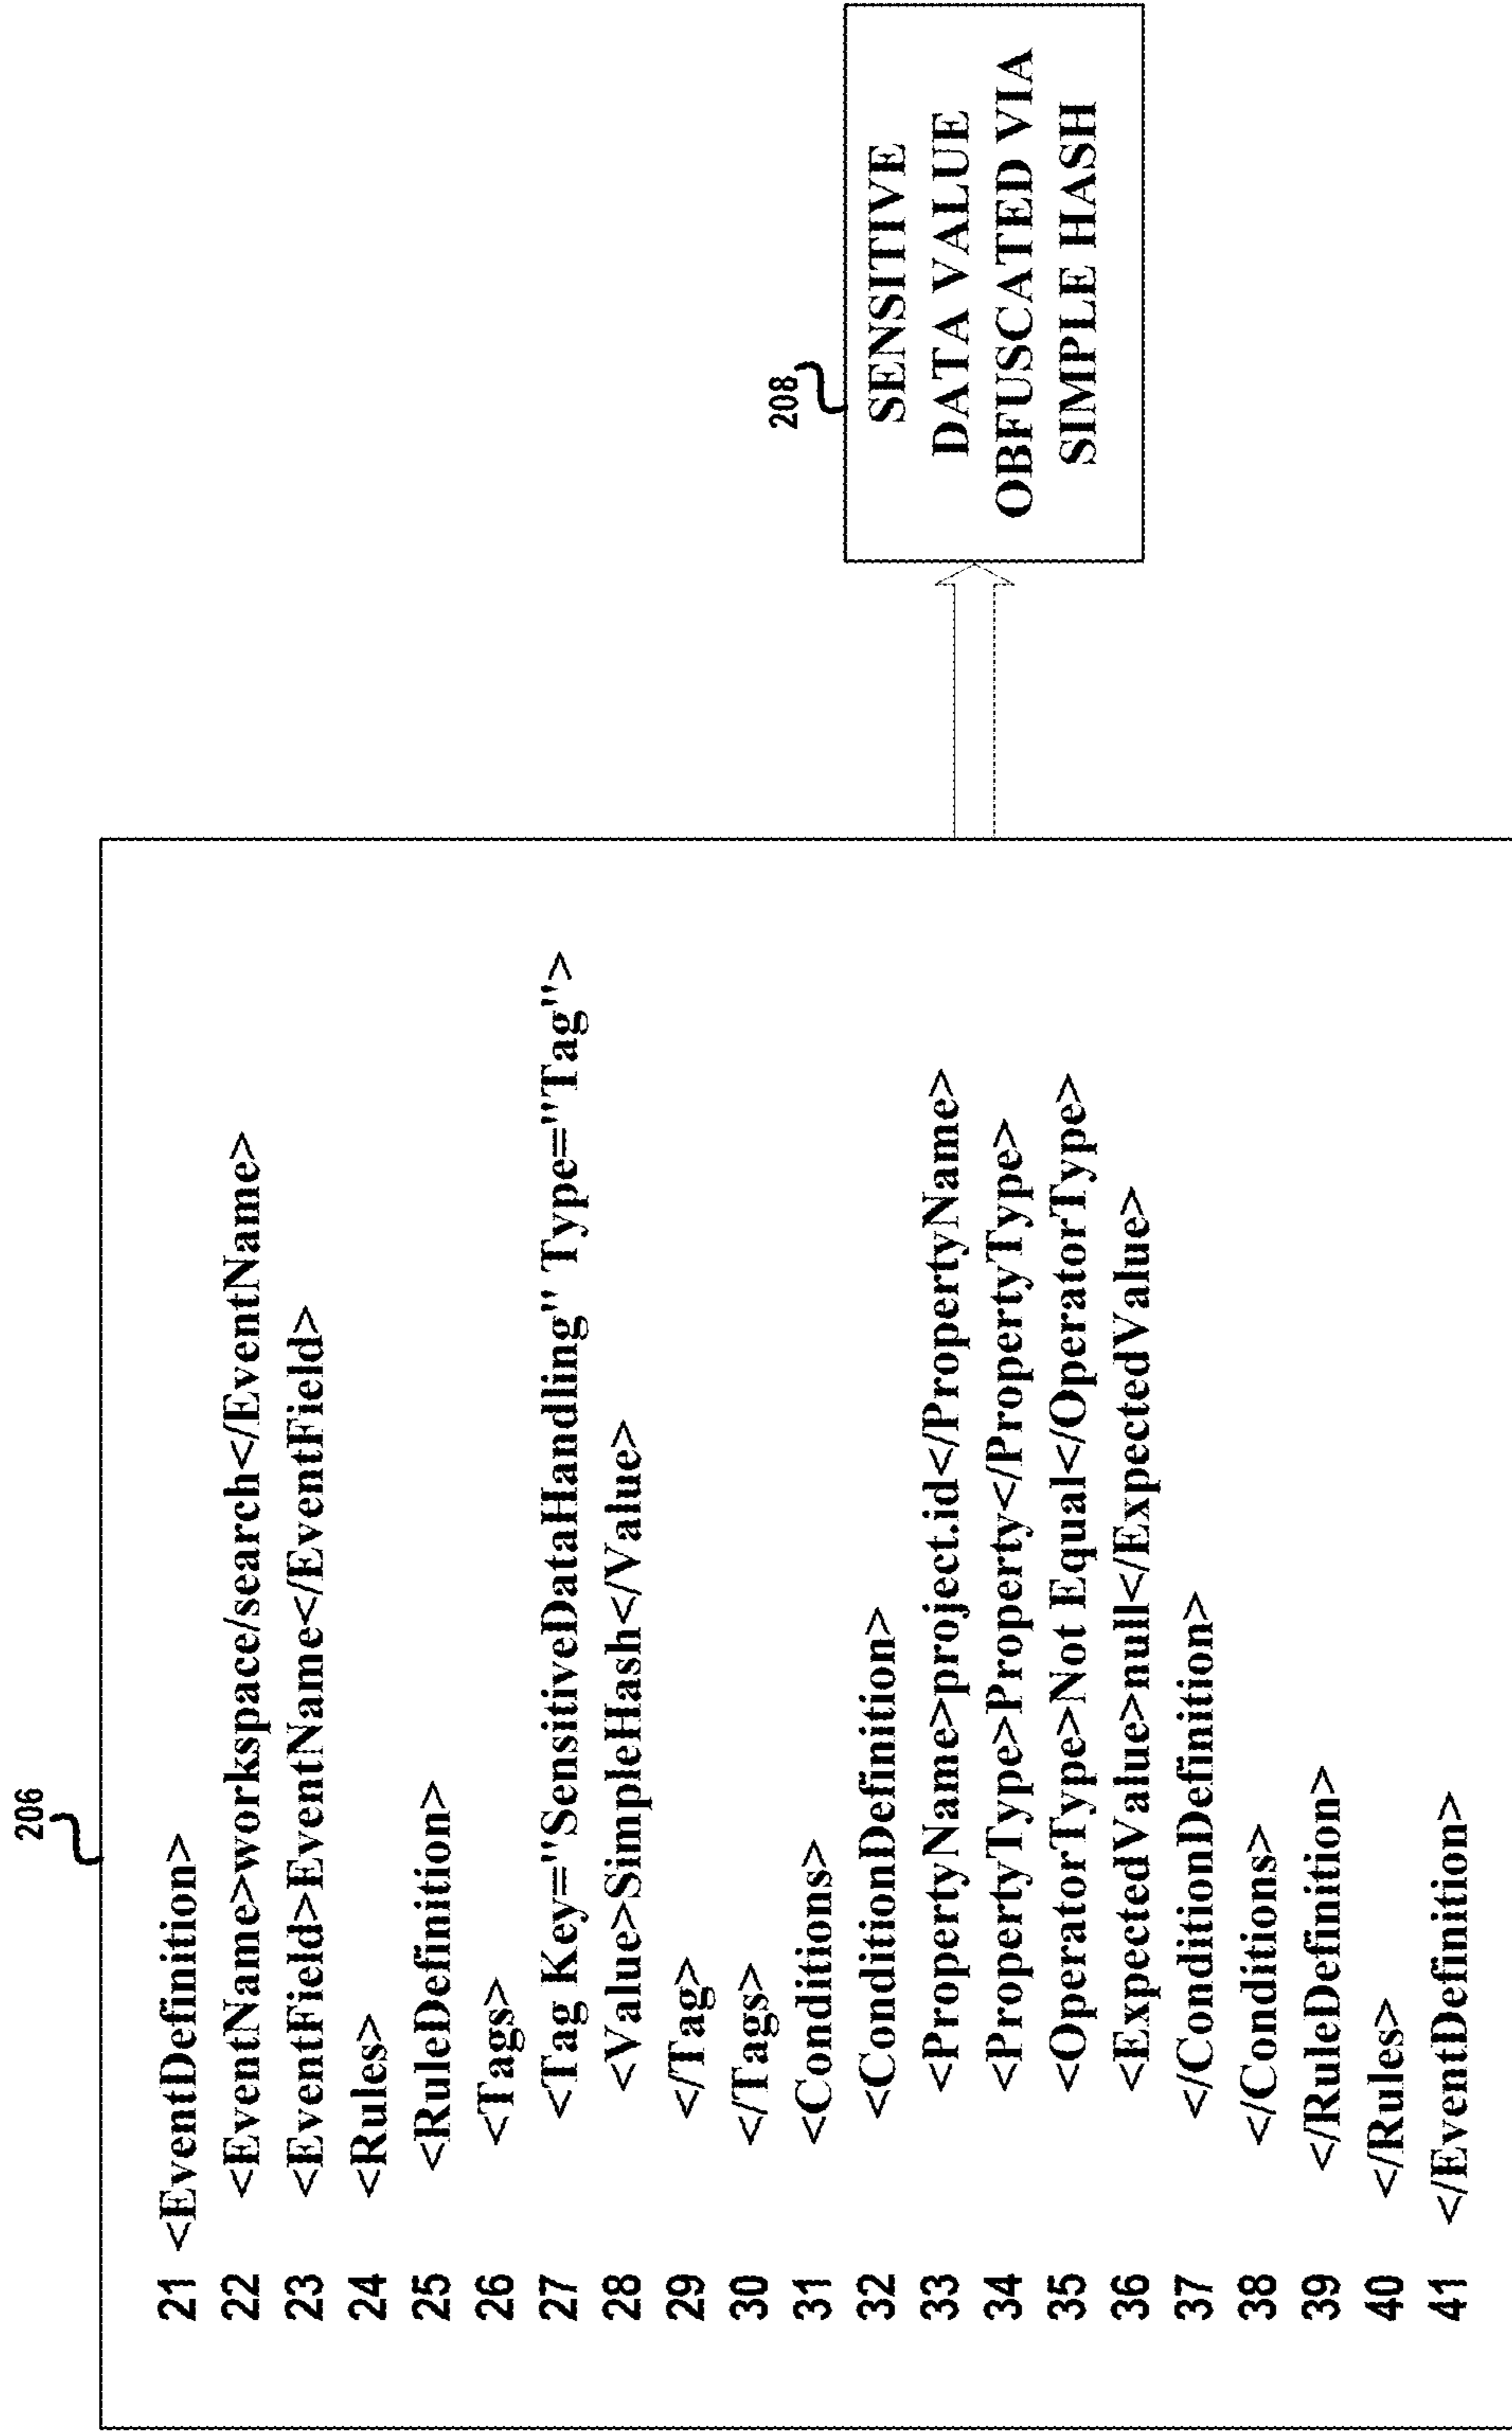 206
21 <EventDefinition>
22 <EventName>workspace/search</EventName>
23 <EventField>EventName</EventField>
24 <Rules>
25 <RuleDefinition>
26 <Tags>
27 <Tag Key="SensitiveDataHandling" Type="Tag">
28 <Value>SimpleHash</Value>
29 </Tag>
30 </Tags>
31 <Conditions>
32 <ConditionDefinition>
33 <PropertyName>project.id</PropertyName>
34 <PropertyType>Property</PropertyType>
35 <OperatorType>Not Equal</OperatorType>
36 <ExpectedValue>null</ExpectedValue>
37 </ConditionDefinition>
38 </Conditions>
39 </RuleDefinition>
40 </Rules>
41 </EventDefinition>
208
SENSITIVE
DATA VALUE
OBFUSCATED VIA
SIMPLE HASH